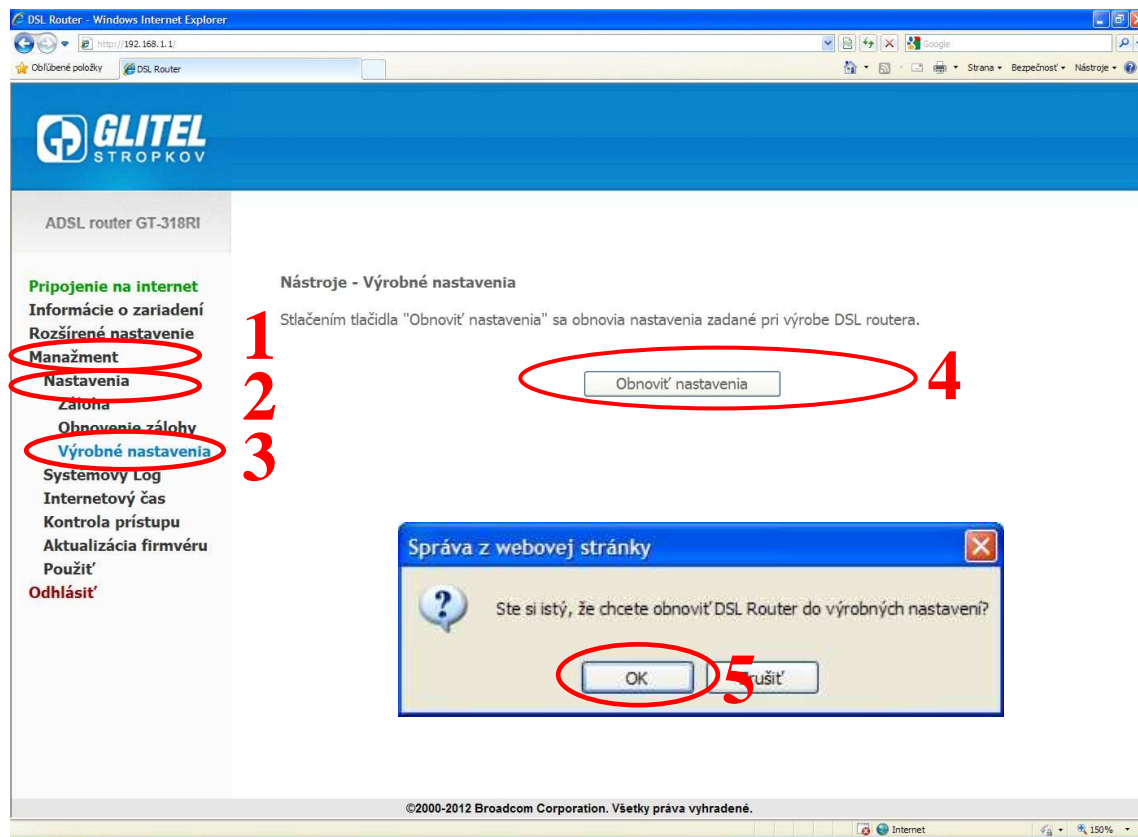 DSL Router - Windows Internet Explorer
http://192.168.1.1/
Google
Obľúbené položky
DSL Router
Strana
Bezpečnosť
Nástroje
GLITEL
STROPKOV
ADSL router GT-318RI
Pripojenie na internet
Informácie o zariadení
Rozšírené nastavenie
Manažment
Nastavenia
Záloha
Obnovenie zálohy
Výrobné nastavenia
Systémový Log
Internetový čas
Kontrola prístupu
Aktualizácia firmvéru
Použiť
Odhlásiť
1
2
3
Nástroje - Výrobné nastavenia
Stlačením tlačidla "Obnoviť nastavenia" sa obnovia nastavenia zadané pri výrobe DSL routera.
Obnoviť nastavenia
4
Správa z webovej stránky
Ste si istý, že chcete obnoviť DSL Router do výrobných nastavení?
OK
5
Zrušiť
©2000-2012 Broadcom Corporation. Všetky práva vyhradené.
Internet
150%